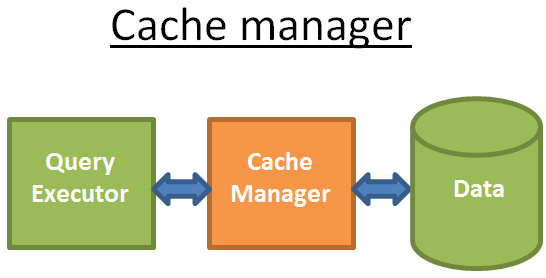 Cache manager
Query
Executor
Cache
Manager
Data